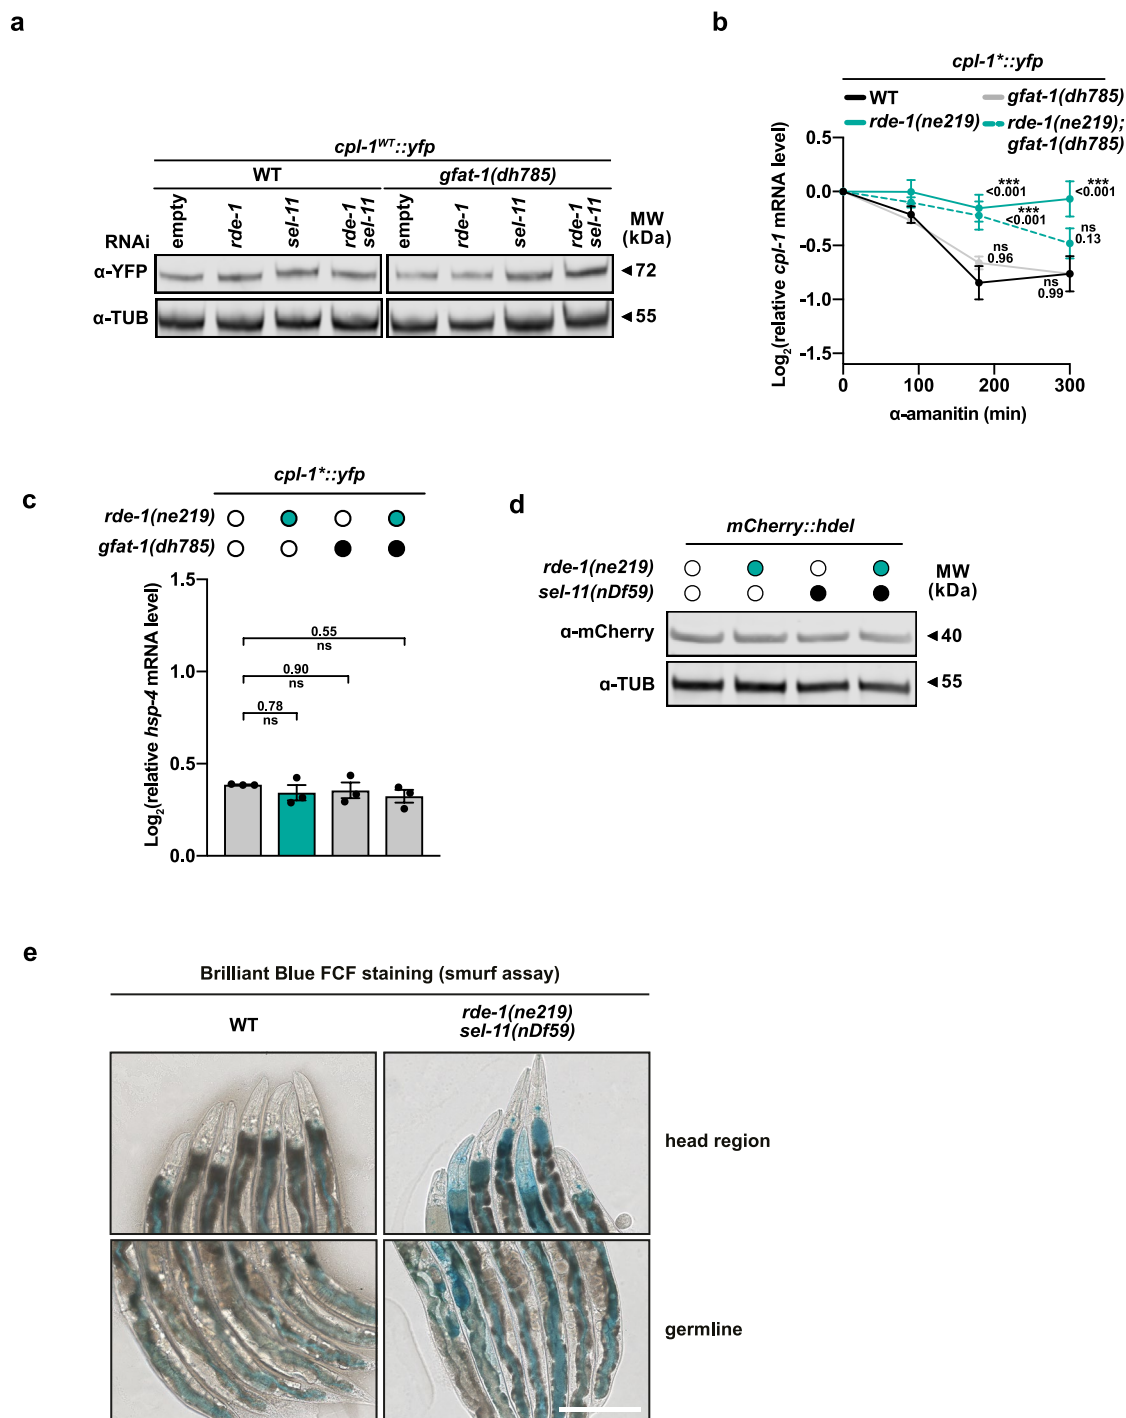 a
cpl-1WT::yfp
WT
gfat-1(dh785)
RNAi
empty
rde-1
sel-11
rde-1
sel-11
empty
rde-1
sel-11
rde-1
sel-11
MW
(kDa)
α-YFP
◄72
α-TUB
◄55
b
cpl-1*::yfp
WT
gfat-1(dh785)
rde-1(ne219)
rde-1(ne219);
gfat-1(dh785)
Log2(relative cpl-1 mRNA level)
0.5
0.0
-0.5
-1.0
-1.5
***
<0.001
***
<0.001
***
<0.001
ns
0.13
ns
0.96
ns
0.99
0
100
200
300
α-amanitin (min)
c
cpl-1*::yfp
rde-1(ne219)
gfat-1(dh785)
Log2(relative hsp-4 mRNA level)
1.5
1.0
0.5
0.0
0.55
ns
0.90
ns
0.78
ns
d
mCherry::hdel
rde-1(ne219)
sel-11(nDf59)
MW
(kDa)
α-mCherry
◄40
α-TUB
◄55
e
Brilliant Blue FCF staining (smurf assay)
WT
rde-1(ne219)
sel-11(nDf59)
head region
germline